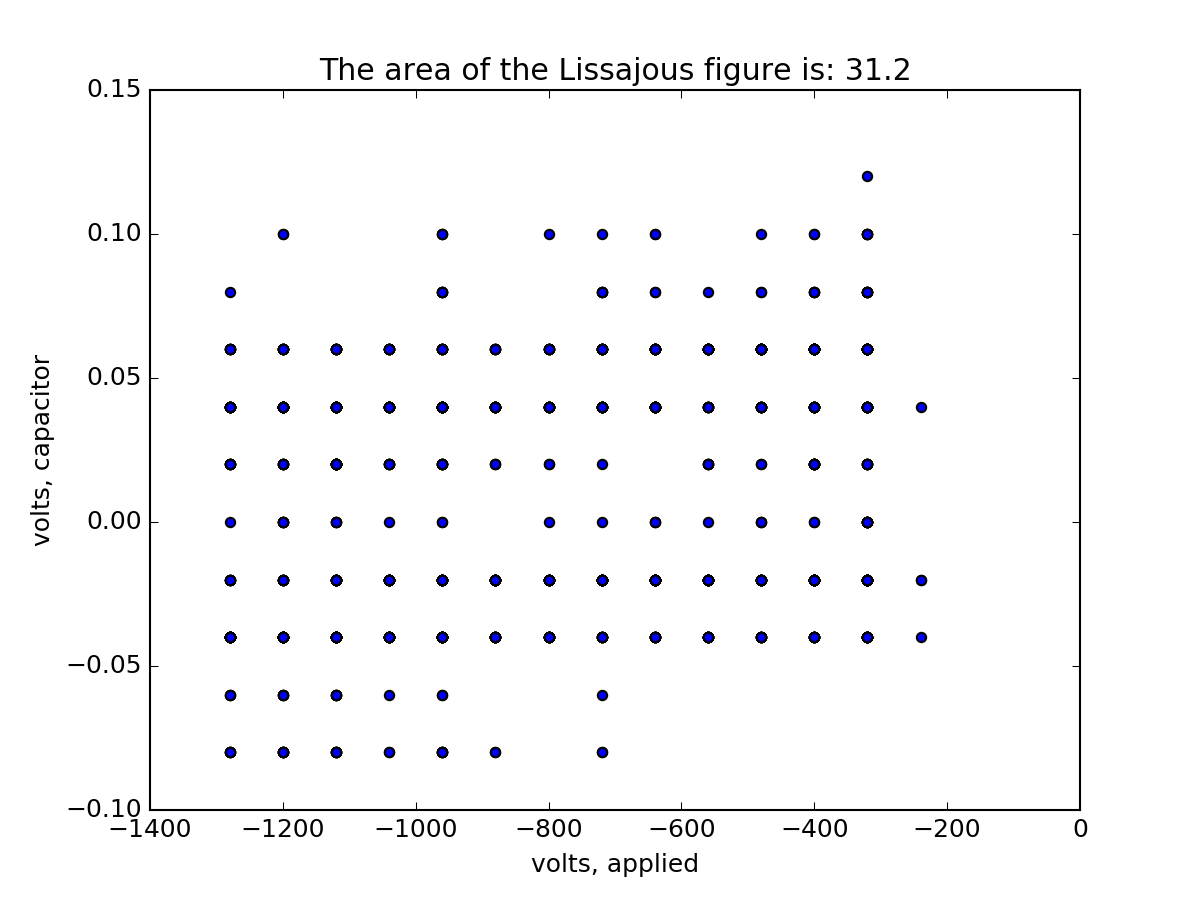 The area of the Lissajous figure is: 31.2
0.15
0.10
0.05
0.00
−0.05
−0.10
volts, capacitor
−1400 −1200 −1000 −800 −600 −400 −200 0
volts, applied